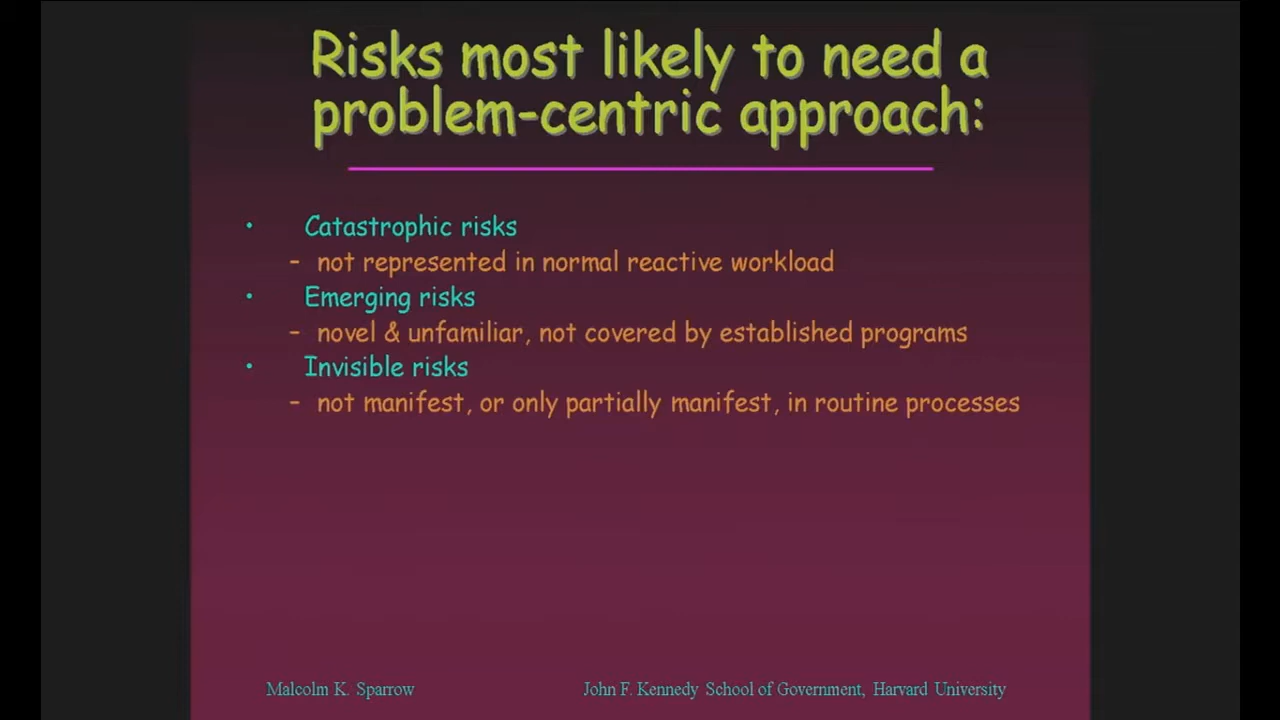 Risks most likely to need a
problem-centric approach:
• Catastrophic risks
– not represented in normal reactive workload
• Emerging risks
– novel & unfamiliar, not covered by established programs
• Invisible risks
– not manifest, or only partially manifest, in routine processes
Malcolm K. Sparrow
John F. Kennedy School of Government, Harvard University